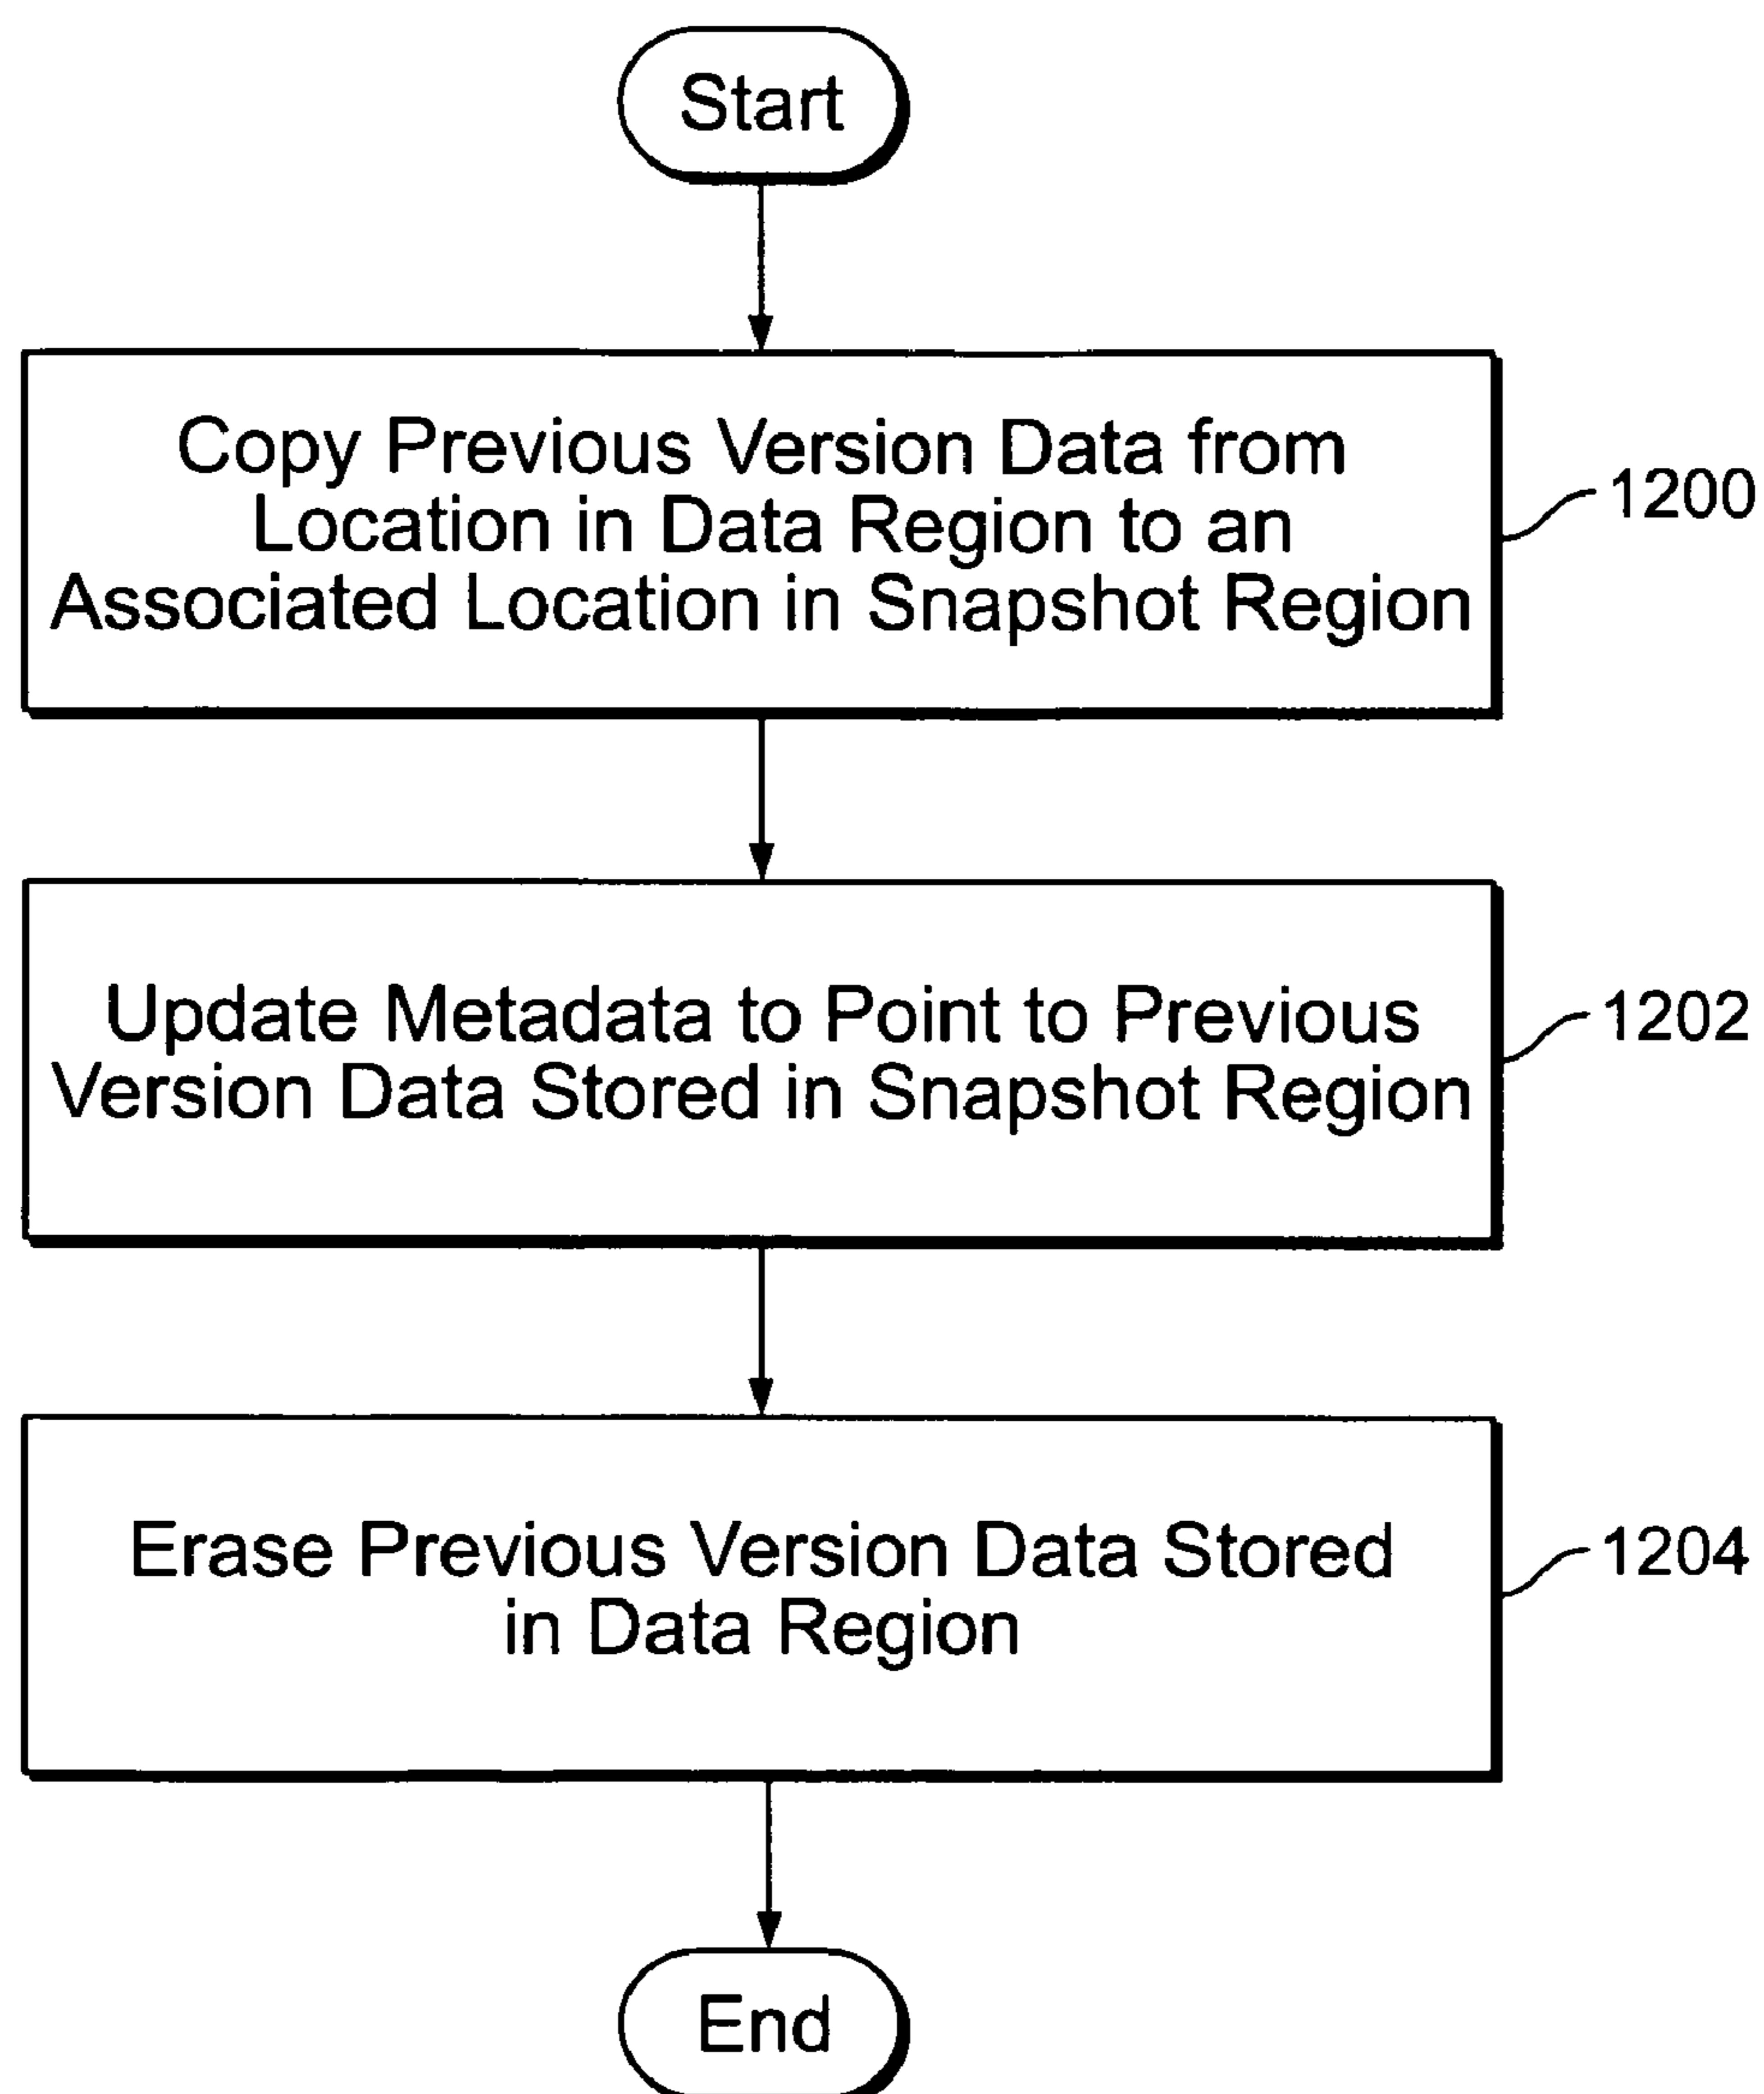 Start
Copy Previous Version Data from
Location in Data Region to an
Associated Location in Snapshot Region
1200
Update Metadata to Point to Previous
Version Data Stored in Snapshot Region
1202
Erase Previous Version Data Stored
in Data Region
1204
End